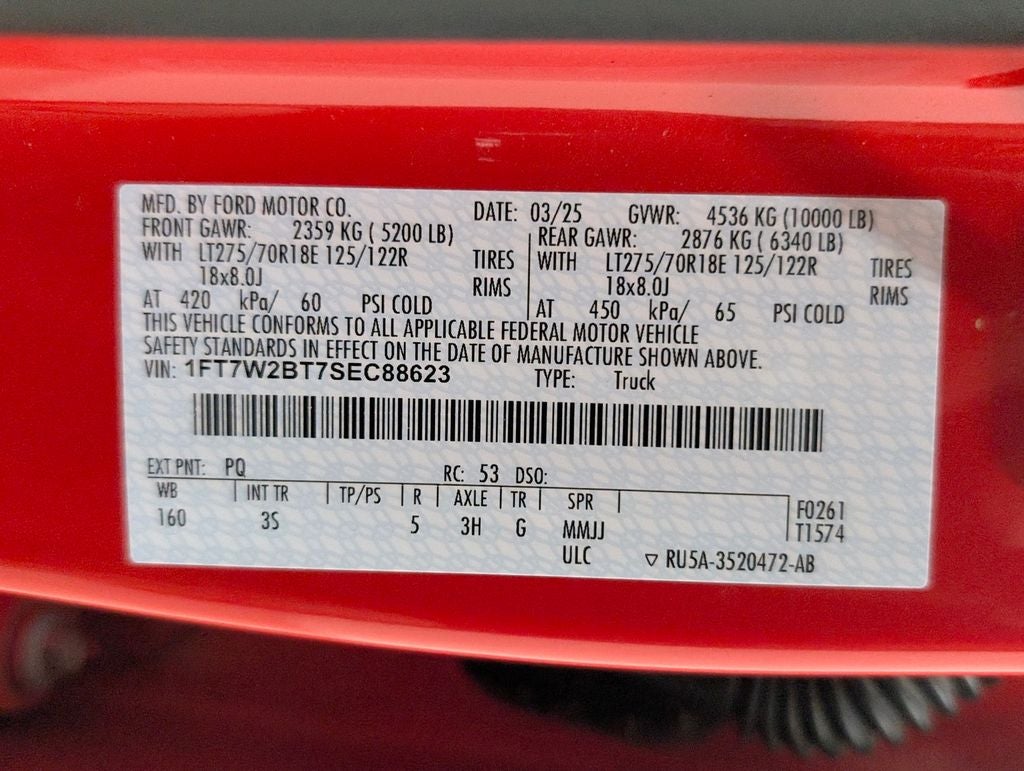 MFD. BY FORD MOTOR CO. DATE: 03/25 GVWR: 4536 KG (10000 LB)
FRONT GAWR: 2359 KG ( 5200 LB) REAR GAWR: 2876 KG ( 6340 LB)
WITH LT275/70R18E 125/122R TIRES WITH LT275/70R18E 125/122R TIRES
18x8.0J RIMS 18x8.0J RIMS
AT 420 kPa/ 60 PSI COLD AT 450 kPa/ 65 PSI COLD
THIS VEHICLE CONFORMS TO ALL APPLICABLE FEDERAL MOTOR VEHICLE
SAFETY STANDARDS IN EFFECT ON THE DATE OF MANUFACTURE SHOWN ABOVE.
VIN: 1FT7W2BT7SEC88623 TYPE: Truck
EXT PNT: PQ RC: 53 DSO:
WB INT TR TP/PS R AXLE TR SPR F0261
160 3S 5 3H G MMJJ T1574
ULC ▽ RU5A-3520472-AB